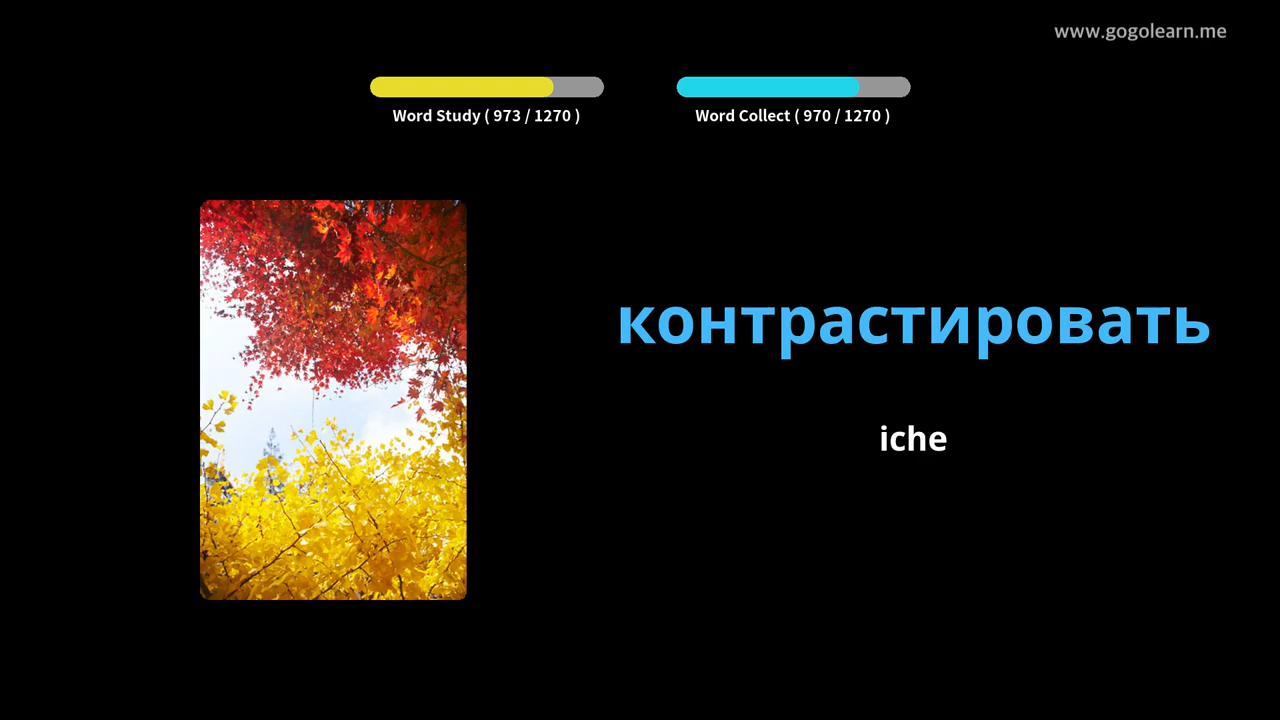 www.gogolearn.me
Word Study ( 973 / 1270 )
Word Collect ( 970 / 1270 )
контрастировать
iche